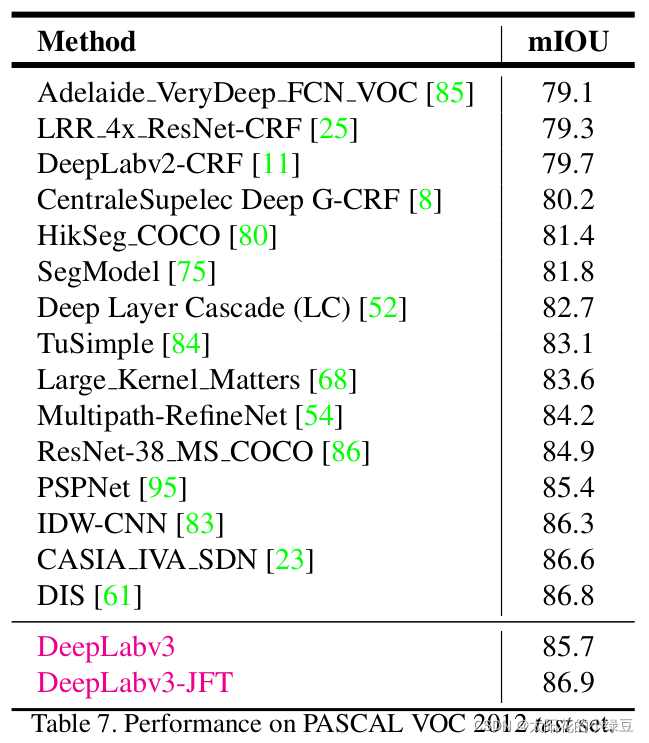 Method mIOU
Adelaide_VeryDeep_FCN_VOC [85] 79.1
LRR_4x_ResNet-CRF [25] 79.3
DeepLabv2-CRF [11] 79.7
CentraleSupelec Deep G-CRF [8] 80.2
HikSeg_COCO [80] 81.4
SegModel [75] 81.8
Deep Layer Cascade (LC) [52] 82.7
TuSimple [84] 83.1
Large_Kernel_Matters [68] 83.6
Multipath-RefineNet [54] 84.2
ResNet-38_MS_COCO [86] 84.9
PSPNet [95] 85.4
IDW-CNN [83] 86.3
CASIA_IVA_SDN [23] 86.6
DIS [61] 86.8
DeepLabv3 85.7
DeepLabv3-JFT 86.9
Table 7. Performance on PASCAL VOC 2012 test set.